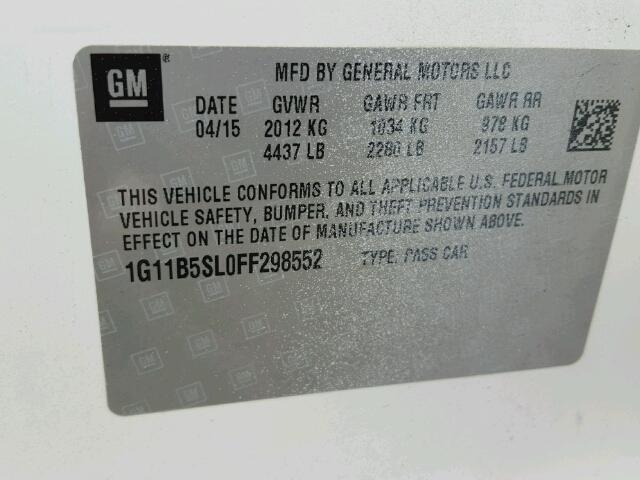 GM
MFD BY GENERAL MOTORS LLC
DATE GVWR GAWR FRT GAWR RR
04/15 2012 KG 1034 KG 978 KG
4437 LB 2280 LB 2157 LB
THIS VEHICLE CONFORMS TO ALL APPLICABLE U.S. FEDERAL MOTOR
VEHICLE SAFETY, BUMPER, AND THEFT PREVENTION STANDARDS IN
EFFECT ON THE DATE OF MANUFACTURE SHOWN ABOVE.
1G11B5SL0FF298552 TYPE: PASS CAR